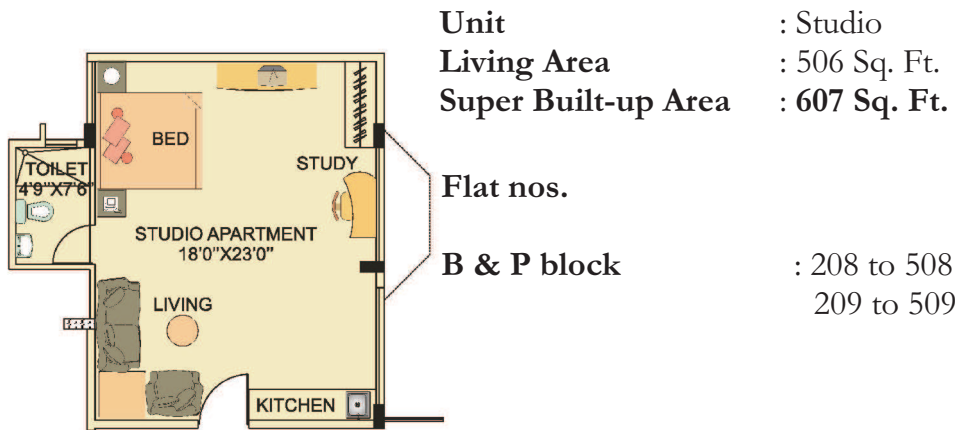 Unit : Studio
Living Area : 506 Sq. Ft.
Super Built-up Area : 607 Sq. Ft.
Flat nos.
B & P block : 208 to 508
209 to 509
BED
STUDY
TOILET
4'9"X7'6"
STUDIO APARTMENT
18'0"X23'0"
LIVING
KITCHEN